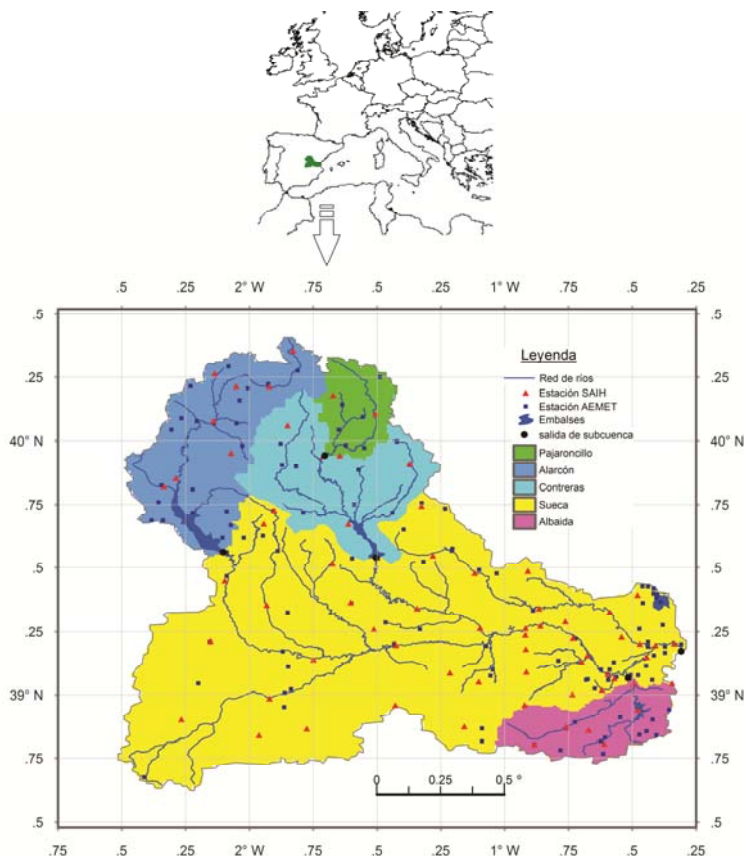 .5 .25 2° W .75 .5 .25 1° W .75 .5 .25
.5 .5
Leyenda
Red de ríos
.25 Estación SAIH .25
Estación AEMET
Embalses
40° N salida de subcuenca 40° N
Pajaroncillo
Alarcón
.75 Contreras .75
Sueca
Albaida
.5 .5
.25 .25
39° N 39° N
.75 .75
0 0,5 °
.5 .5
.75 .5 .25 2° W .75 .5 .25 1° W .75 .5 .25